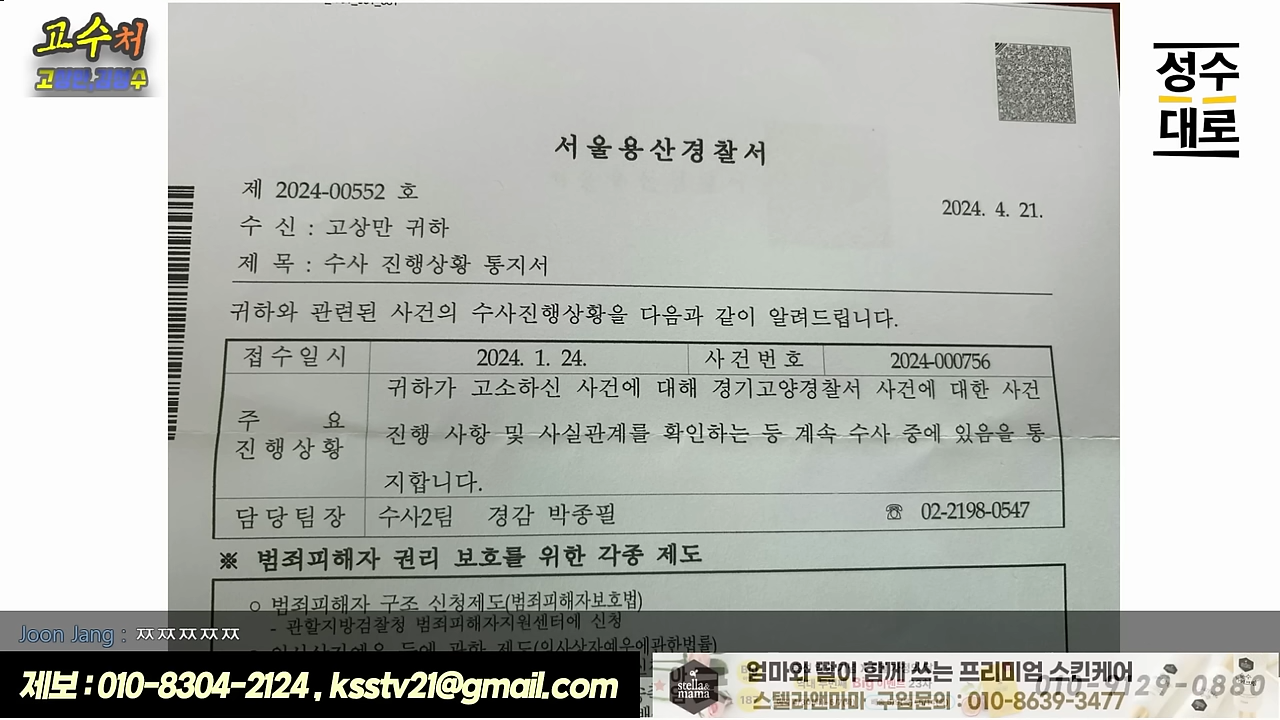 고수처
성수
대로
서울용산경찰서
제 2024-00552 호
2024. 4. 21.
수 신 : 고상만 귀하
제 목 : 수사 진행상황 통지서
귀하와 관련된 사건의 수사진행상황을 다음과 같이 알려드립니다.
접수일시 2024. 1. 24. 사건번호 2024-000756
주 요 진행상황
귀하가 고소하신 사건에 대해 경기고양경찰서 사건에 대한 사건
진행 사항 및 사실관계를 확인하는 등 계속 수사 중에 있음을 통
지합니다.
담당팀장 수사2팀 경감 박종필 ☏ 02-2198-0547
※ 범죄피해자 권리 보호를 위한 각종 제도
○ 범죄피해자 구조 신청제도(범죄피해자보호법)
- 관할지방검찰청 범죄피해자지원센터에 신청
Joon Jang : ㅉㅉㅉㅉㅉ
제보 : 010-8304-2124 , ksstv21@gmail.com
stella&mama
엄마와 딸이 함께 쓰는 프리미엄 스킨케어
스텔라앤마마 구입문의 : 010-8639-3477
010-9129-0880